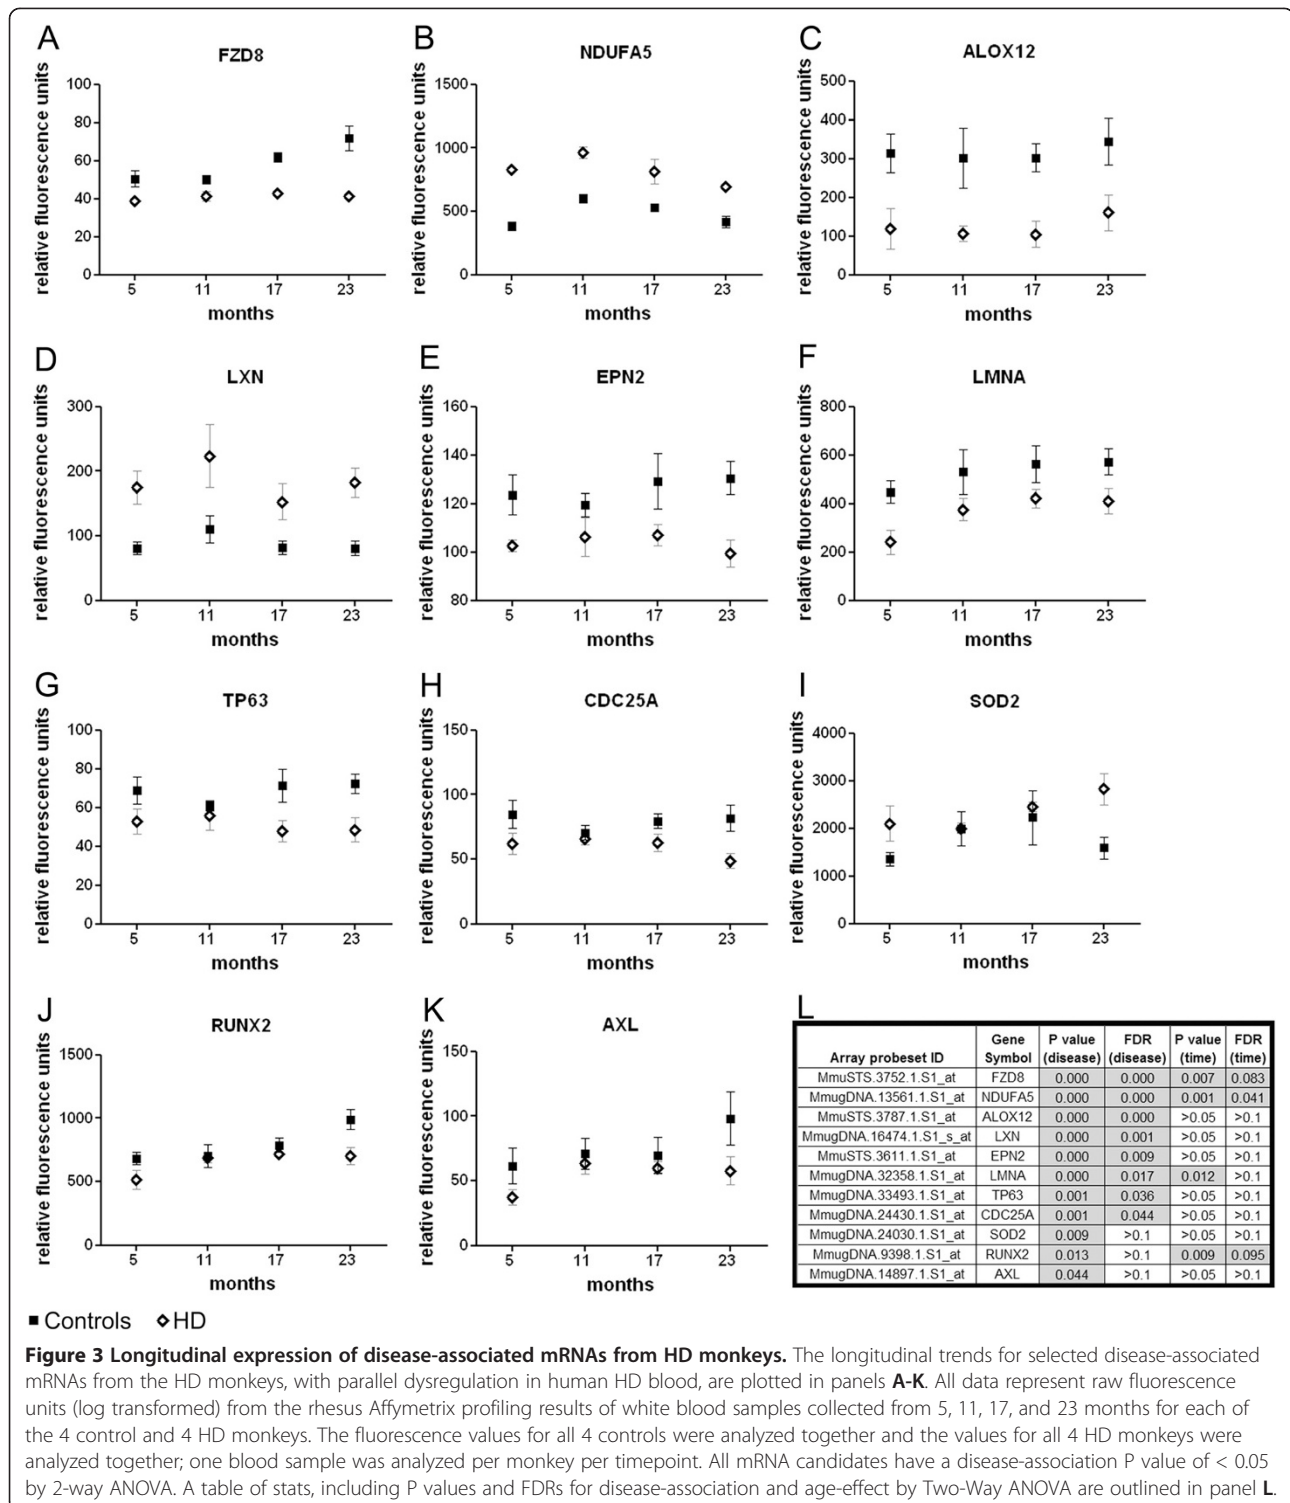 A
FZD8
relative fluorescence units
100
80
60
40
20
0
5 11 17 23
months
B
NDUFA5
relative fluorescence units
1500
1000
500
0
5 11 17 23
months
C
ALOX12
relative fluorescence units
500
400
300
200
100
0
5 11 17 23
months
D
LXN
relative fluorescence units
300
200
100
0
5 11 17 23
months
E
EPN2
relative fluorescence units
160
140
120
100
80
5 11 17 23
months
F
LMNA
relative fluorescence units
800
600
400
200
0
5 11 17 23
months
G
TP63
relative fluorescence units
100
80
60
40
20
0
5 11 17 23
months
H
CDC25A
relative fluorescence units
150
100
50
0
5 11 17 23
months
I
SOD2
relative fluorescence units
4000
3000
2000
1000
0
5 11 17 23
months
J
RUNX2
relative fluorescence units
1500
1000
500
0
5 11 17 23
months
K
AXL
relative fluorescence units
150
100
50
0
5 11 17 23
months
L
Array probeset ID Gene Symbol P value (disease) FDR (disease) P value (time) FDR (time)
MmuSTS.3752.1.S1_at FZD8 0.000 0.000 0.007 0.083
MmugDNA.13561.1.S1_at NDUFA5 0.000 0.000 0.001 0.041
MmuSTS.3787.1.S1_at ALOX12 0.000 0.000 >0.05 >0.1
MmugDNA.16474.1.S1_s_at LXN 0.000 0.001 >0.05 >0.1
MmuSTS.3611.1.S1_at EPN2 0.000 0.009 >0.05 >0.1
MmugDNA.32358.1.S1_at LMNA 0.000 0.017 0.012 >0.1
MmugDNA.33493.1.S1_at TP63 0.001 0.036 >0.05 >0.1
MmugDNA.24430.1.S1_at CDC25A 0.001 0.044 >0.05 >0.1
MmugDNA.24030.1.S1_at SOD2 0.009 >0.1 >0.05 >0.1
MmugDNA.9398.1.S1_at RUNX2 0.013 >0.1 0.009 0.095
MmugDNA.14897.1.S1_at AXL 0.044 >0.1 >0.05 >0.1
Controls HD
Figure 3 Longitudinal expression of disease-associated mRNAs from HD monkeys. The longitudinal trends for selected disease-associated
mRNAs from the HD monkeys, with parallel dysregulation in human HD blood, are plotted in panels A-K. All data represent raw fluorescence
units (log transformed) from the rhesus Affymetrix profiling results of white blood samples collected from 5, 11, 17, and 23 months for each of
the 4 control and 4 HD monkeys. The fluorescence values for all 4 controls were analyzed together and the values for all 4 HD monkeys were
analyzed together; one blood sample was analyzed per monkey per timepoint. All mRNA candidates have a disease-association P value of < 0.05
by 2-way ANOVA. A table of stats, including P values and FDRs for disease-association and age-effect by Two-Way ANOVA are outlined in panel L.